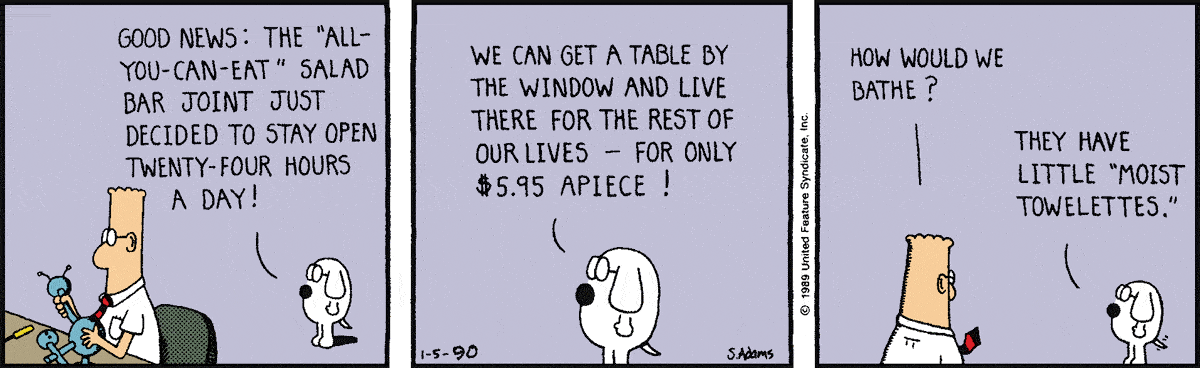 GOOD NEWS: THE "ALL-
YOU-CAN-EAT" SALAD
BAR JOINT JUST
DECIDED TO STAY OPEN
TWENTY-FOUR HOURS
A DAY!
WE CAN GET A TABLE BY
THE WINDOW AND LIVE
THERE FOR THE REST OF
OUR LIVES — FOR ONLY
$5.95 APIECE !
1-5-90
S.Adams
© 1989 United Feature Syndicate, Inc.
HOW WOULD WE
BATHE ?
THEY HAVE
LITTLE "MOIST
TOWELETTES."